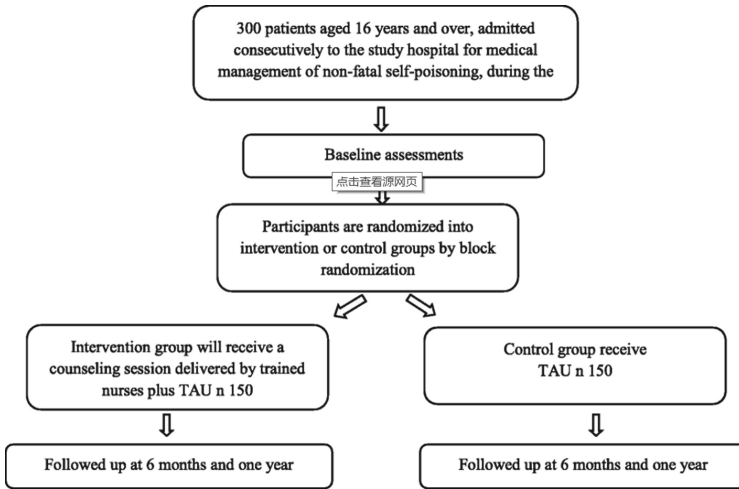 300 patients aged 16 years and over, admitted
consecutively to the study hospital for medical
management of non-fatal self-poisoning, during the
Baseline assessments
点击查看源网页
Participants are randomized into
intervention or control groups by block
randomization
Intervention group will receive a
counseling session delivered by trained
nurses plus TAU n 150
Control group receive
TAU n 150
Followed up at 6 months and one year
Followed up at 6 months and one year